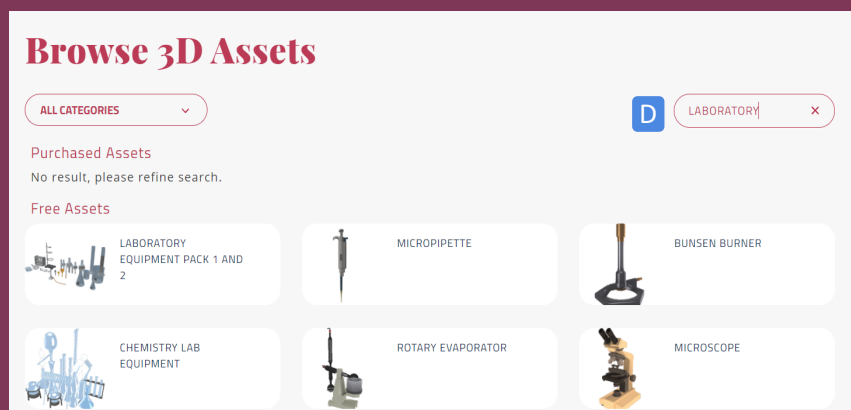 Browse 3D Assets
ALL CATEGORIES
D
LABORATORY
Purchased Assets
No result, please refine search.
Free Assets
LABORATORY
EQUIPMENT PACK 1 AND
2
MICROPIPETTE
BUNSEN BURNER
CHEMISTRY LAB
EQUIPMENT
ROTARY EVAPORATOR
MICROSCOPE